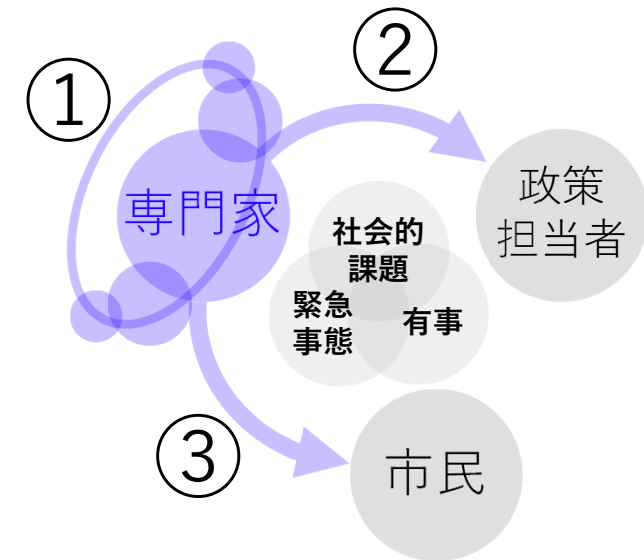 ①
②
専門家
政策
担当者
社会的
課題
緊急
事態
有事
③
市民